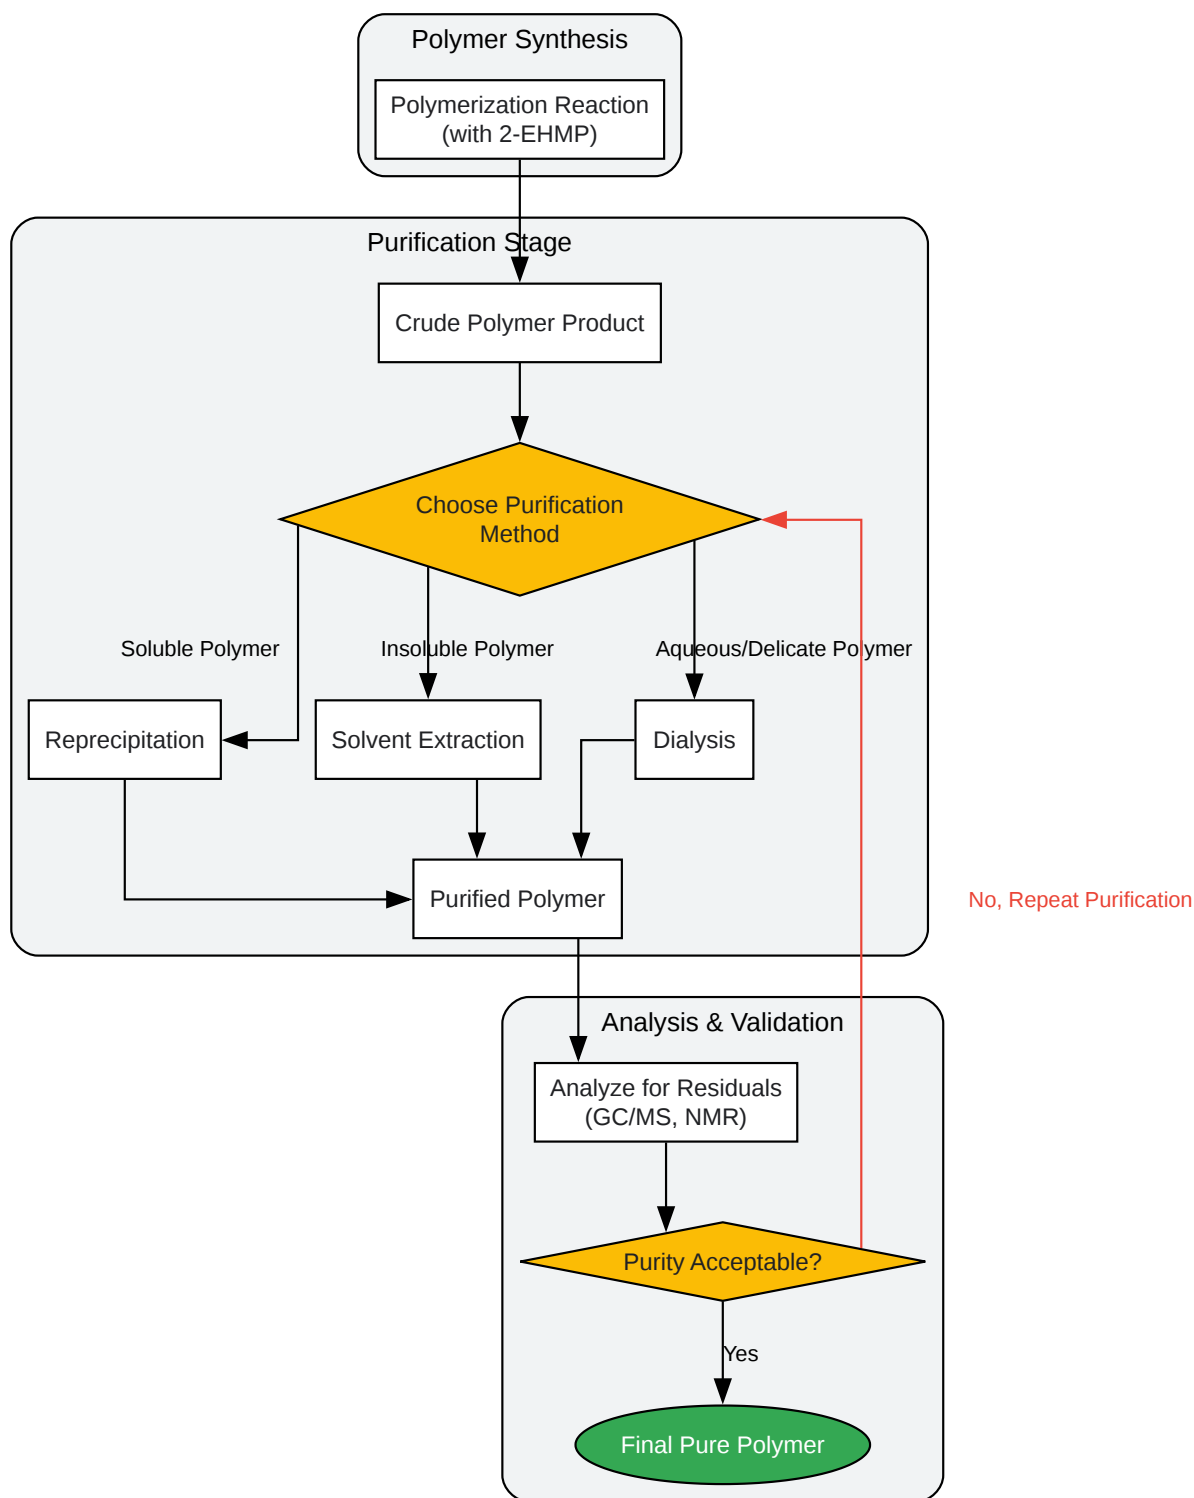 Polymer Synthesis
Polymerization Reaction
(with 2-EHMP)
Purification Stage
Crude Polymer Product
Choose Purification
Method
Soluble Polymer
Insoluble Polymer
Aqueous/Delicate Polymer
Reprecipitation
Solvent Extraction
Dialysis
Purified Polymer
No, Repeat Purification
Analysis & Validation
Analyze for Residuals
(GC/MS, NMR)
Purity Acceptable?
Yes
Final Pure Polymer